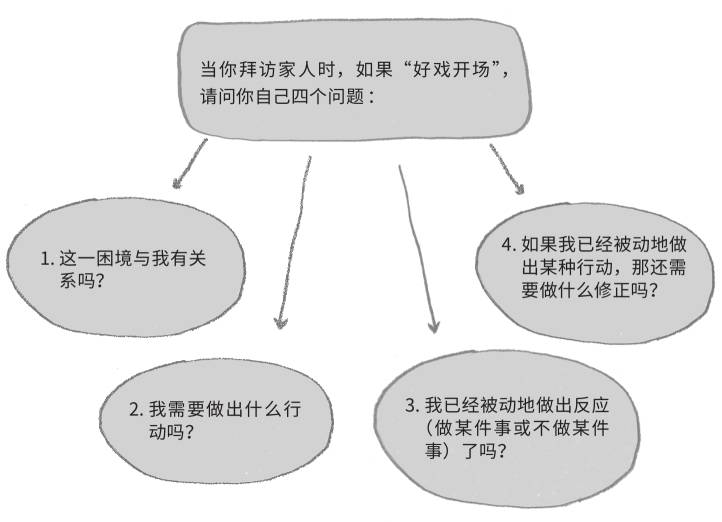 当你拜访家人时，如果“好戏开场”，
请问你自己四个问题：
1. 这一困境与我有关
系吗？
2. 我需要做出什么行
动吗？
3. 我已经被动地做出反应
（做某件事或不做某件
事）了吗？
4. 如果我已经被动地做
出某种行动，那还需
要做什么修正吗？